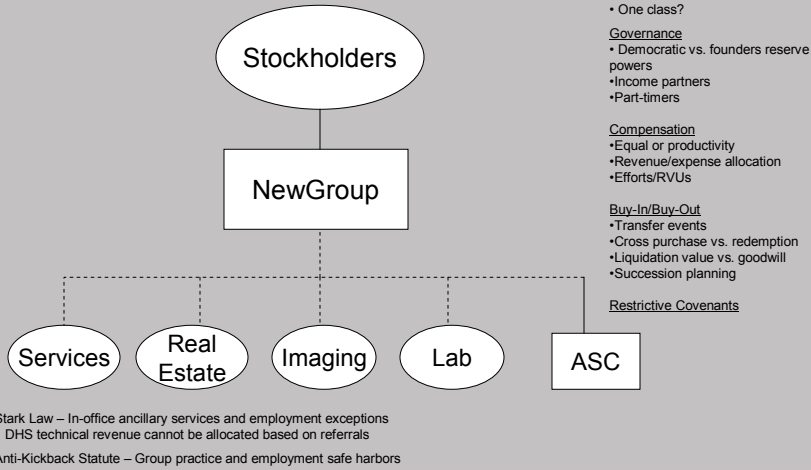 • One class?
Governance
• Democratic vs. founders reserve
powers
•Income partners
•Part-timers
Compensation
•Equal or productivity
•Revenue/expense allocation
•Efforts/RVUs
Buy-In/Buy-Out
•Transfer events
•Cross purchase vs. redemption
•Liquidation value vs. goodwill
•Succession planning
Restrictive Covenants
Stockholders
NewGroup
Services
Real
Estate
Imaging
Lab
ASC
Stark Law – In-office ancillary services and employment exceptions
DHS technical revenue cannot be allocated based on referrals
Anti-Kickback Statute – Group practice and employment safe harbors